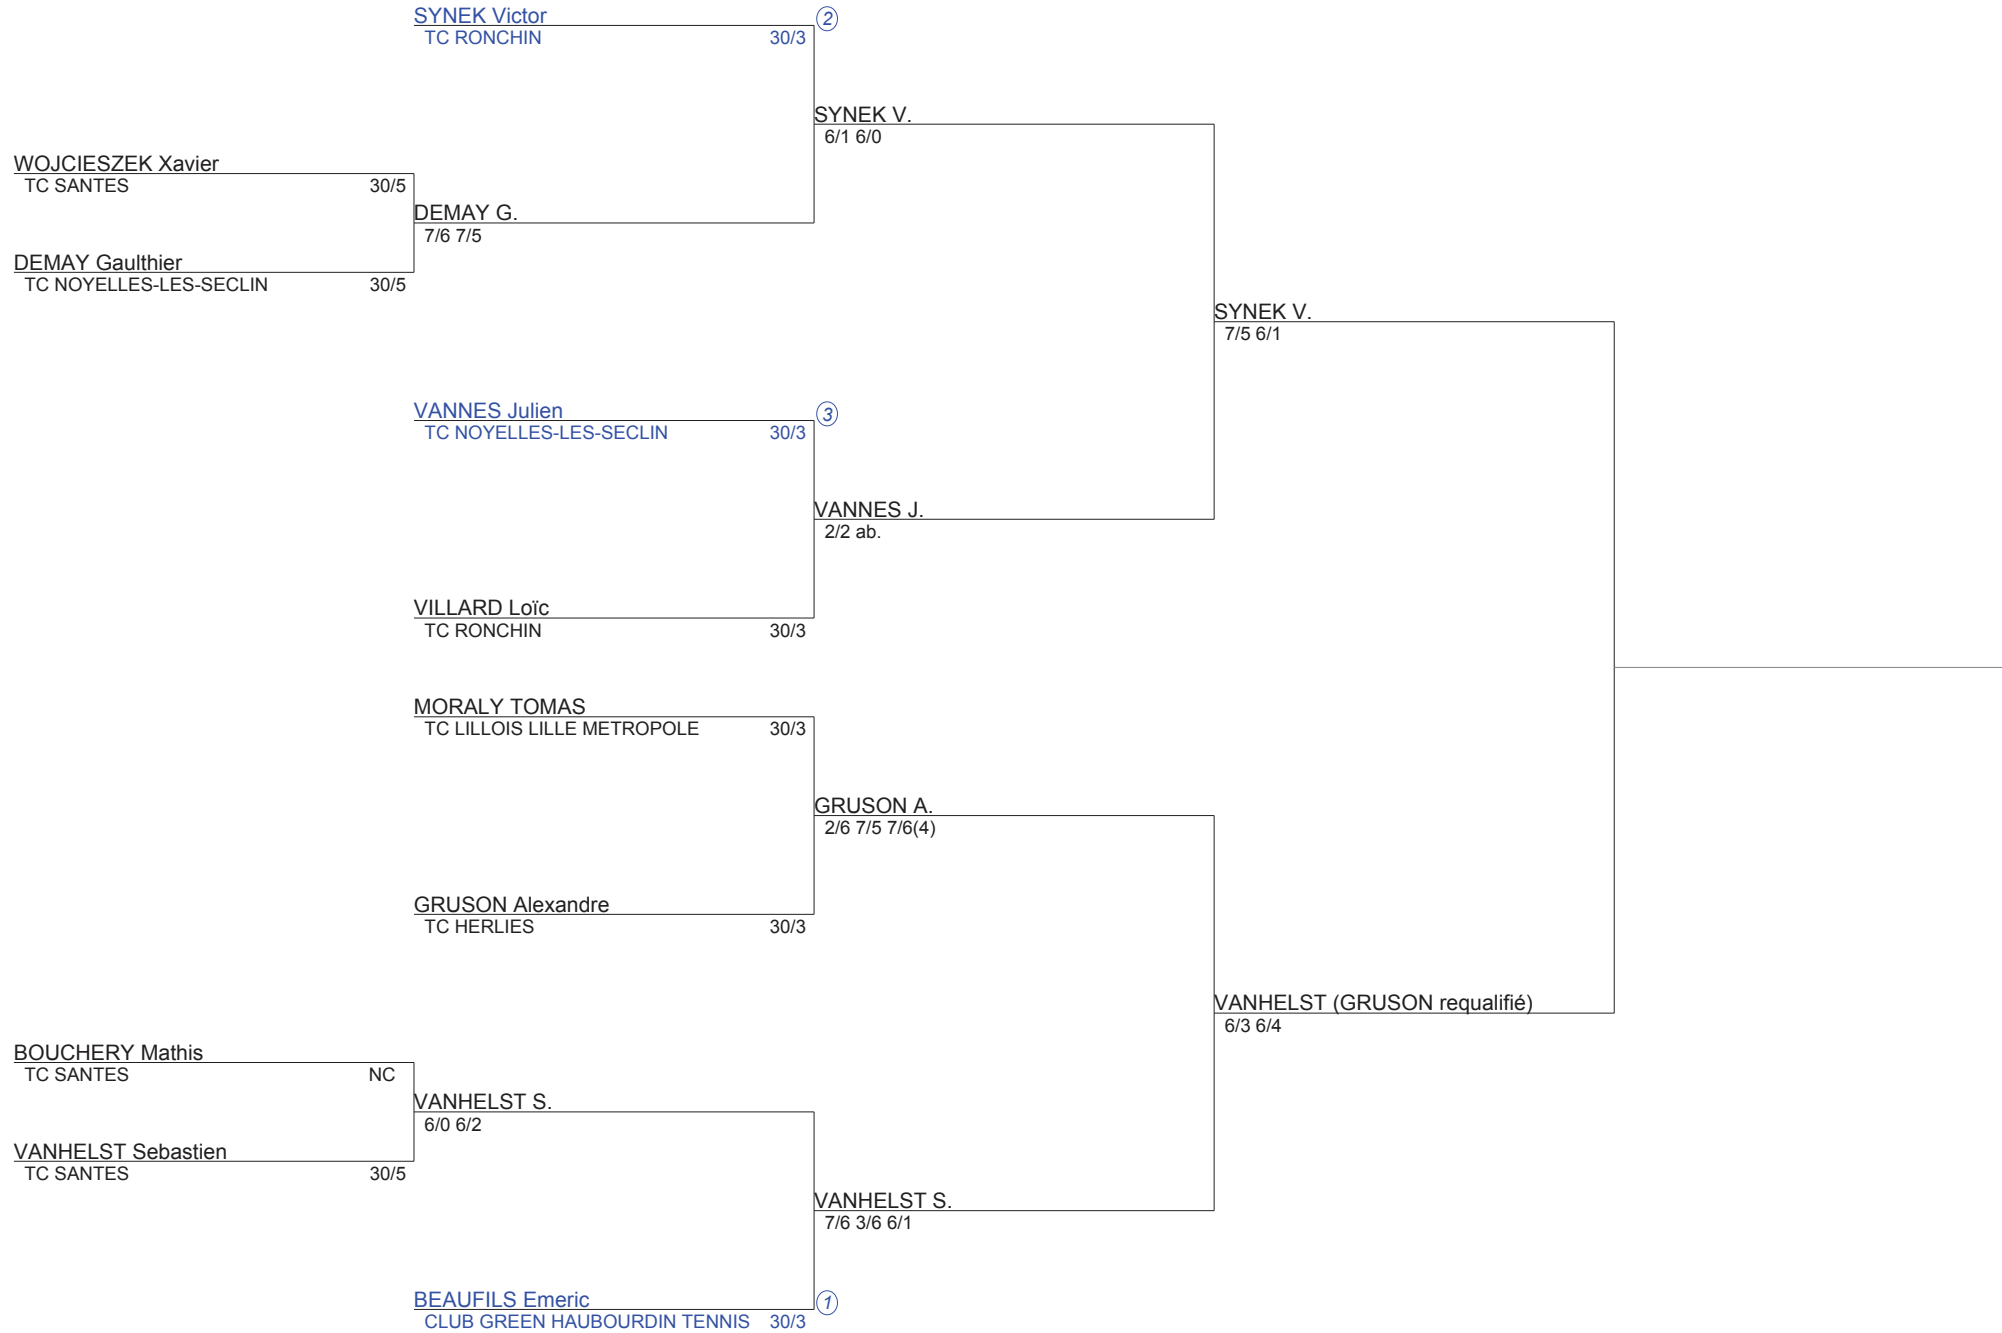 SYNEK Victor 2
TC RONCHIN 30/3
SYNEK V.
6/1 6/0
WOJCIESZEK Xavier
TC SANTES 30/5
DEMAY G.
7/6 7/5
DEMAY Gaulthier
TC NOYELLES-LES-SECLIN 30/5
SYNEK V.
7/5 6/1
VANNES Julien 3
TC NOYELLES-LES-SECLIN 30/3
VANNES J.
2/2 ab.
VILLARD Loïc
TC RONCHIN 30/3
MORALY TOMAS
TC LILLOIS LILLE METROPOLE 30/3
GRUSON A.
2/6 7/5 7/6(4)
GRUSON Alexandre
TC HERLIES 30/3
VANHELST (GRUSON requalifié)
6/3 6/4
BOUCHERY Mathis
TC SANTES NC
VANHELST S.
6/0 6/2
VANHELST Sebastien
TC SANTES 30/5
VANHELST S.
7/6 3/6 6/1
BEAUFILS Emeric 1
CLUB GREEN HAUBOURDIN TENNIS 30/3